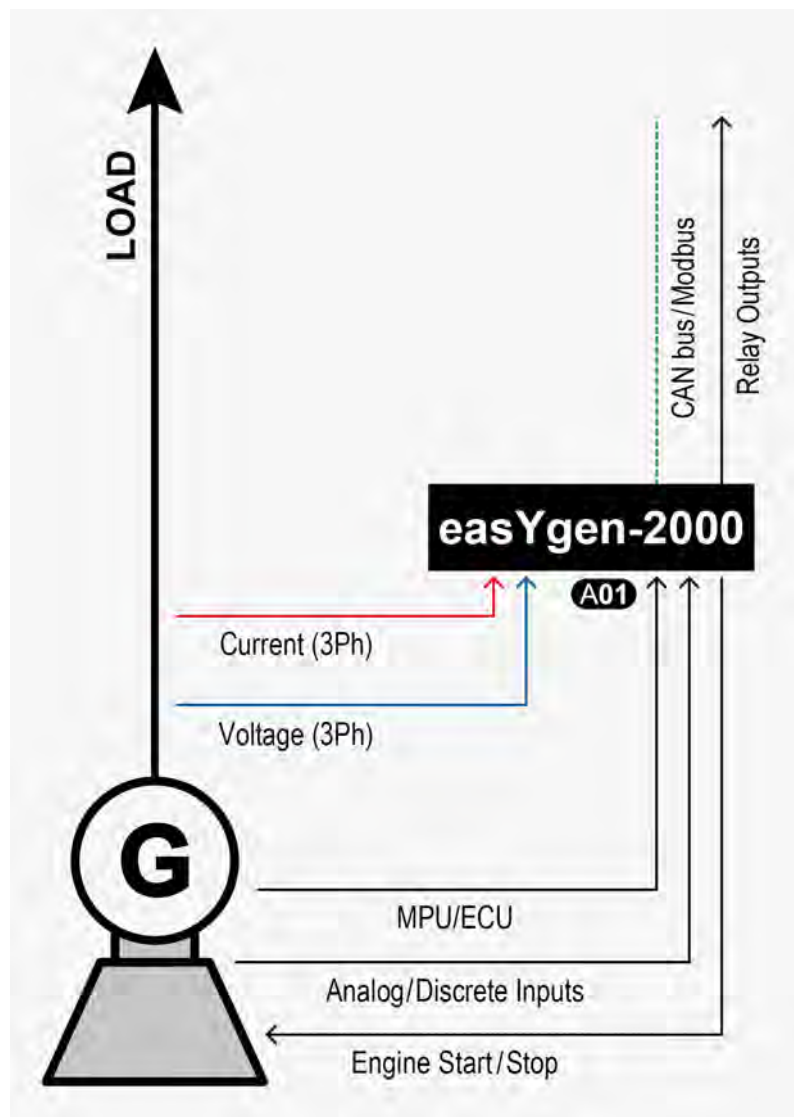 LOAD
CAN bus/Modbus
Relay Outputs
easYgen-2000
A01
Current (3Ph)
Voltage (3Ph)
G
MPU/ECU
Analog/Discrete Inputs
Engine Start/Stop